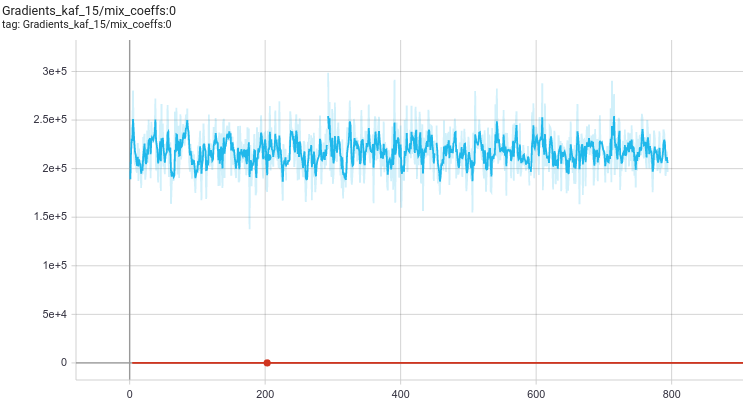 Gradients_kaf_15/mix_coeffs:0
tag: Gradients_kaf_15/mix_coeffs:0
3e+5
2.5e+5
2e+5
1.5e+5
1e+5
5e+4
0
0 200 400 600 800